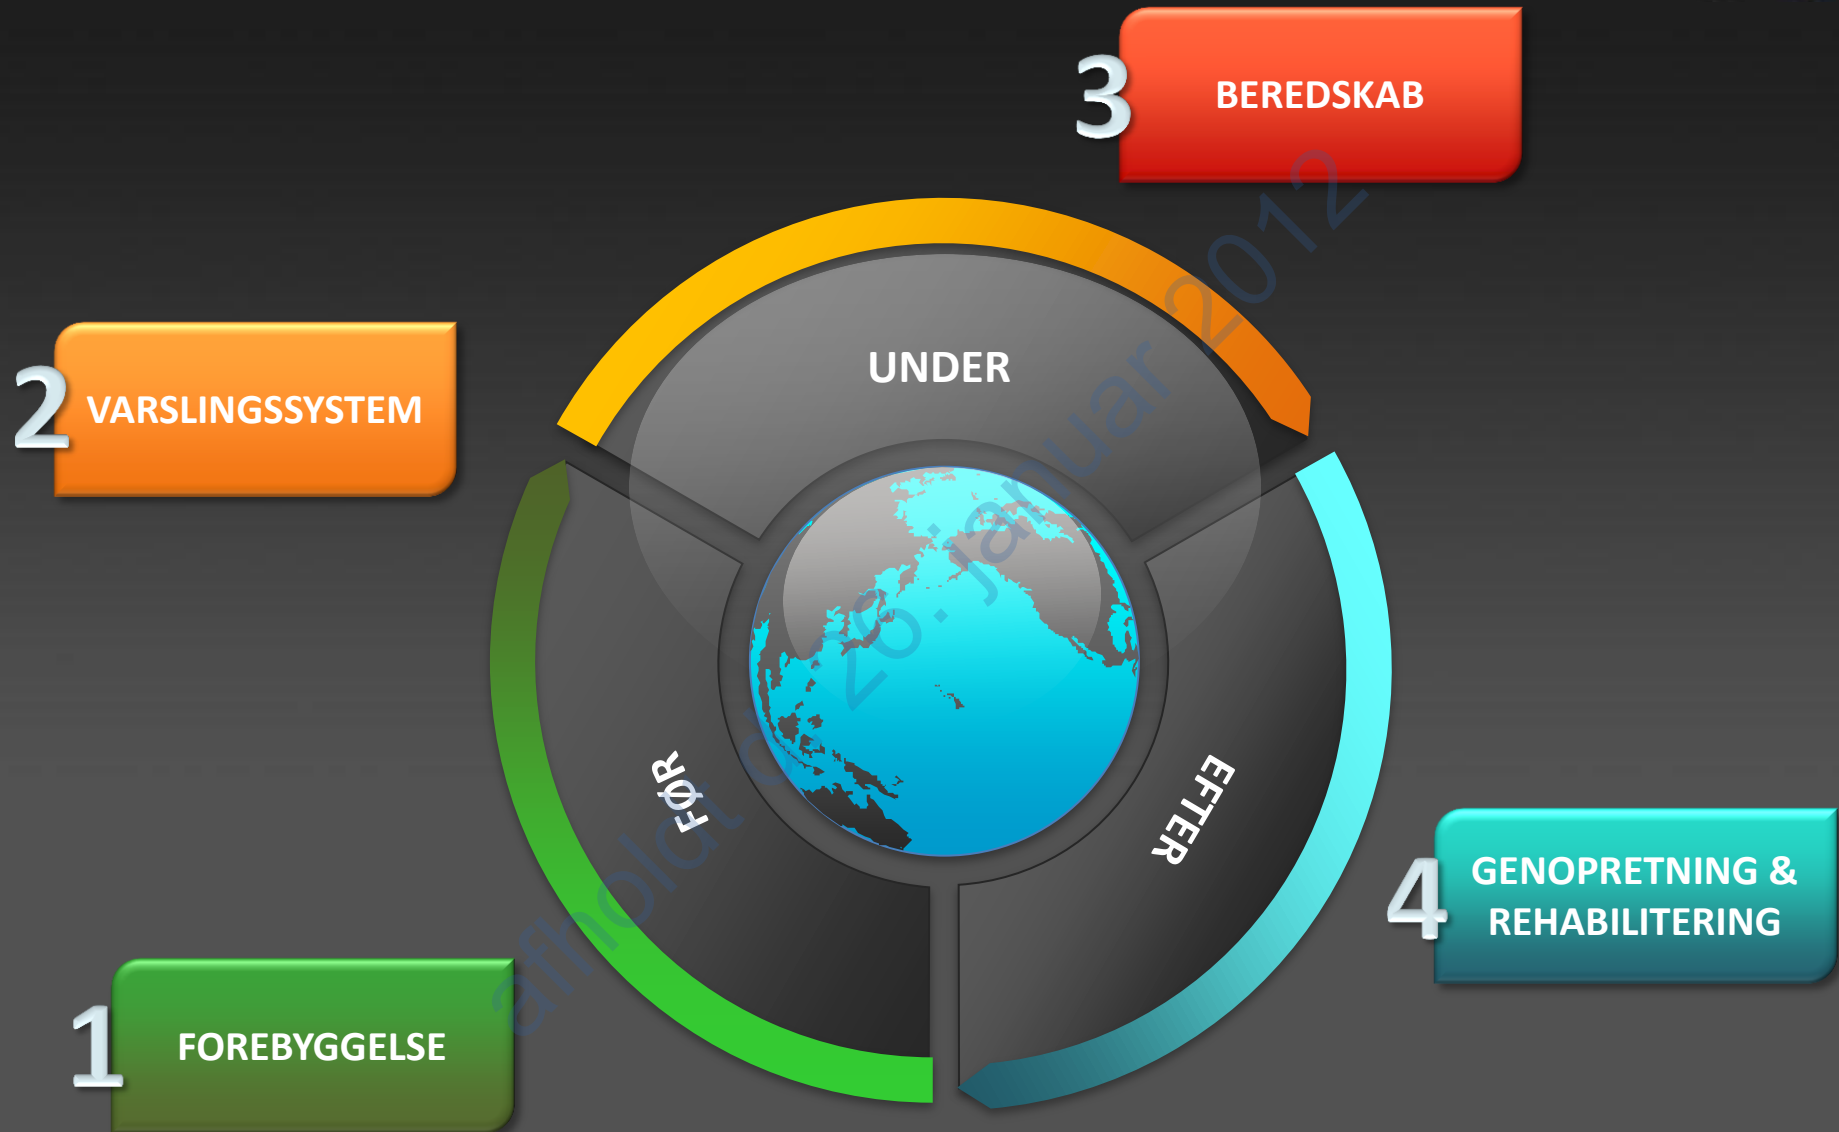 3
BEREDSKAB
2
VARSLINGSSYSTEM
UNDER
FØR
EFTER
4
GENOPRETNING &
REHABILITERING
1
FOREBYGGELSE
afholdt d. 26. januar 2012